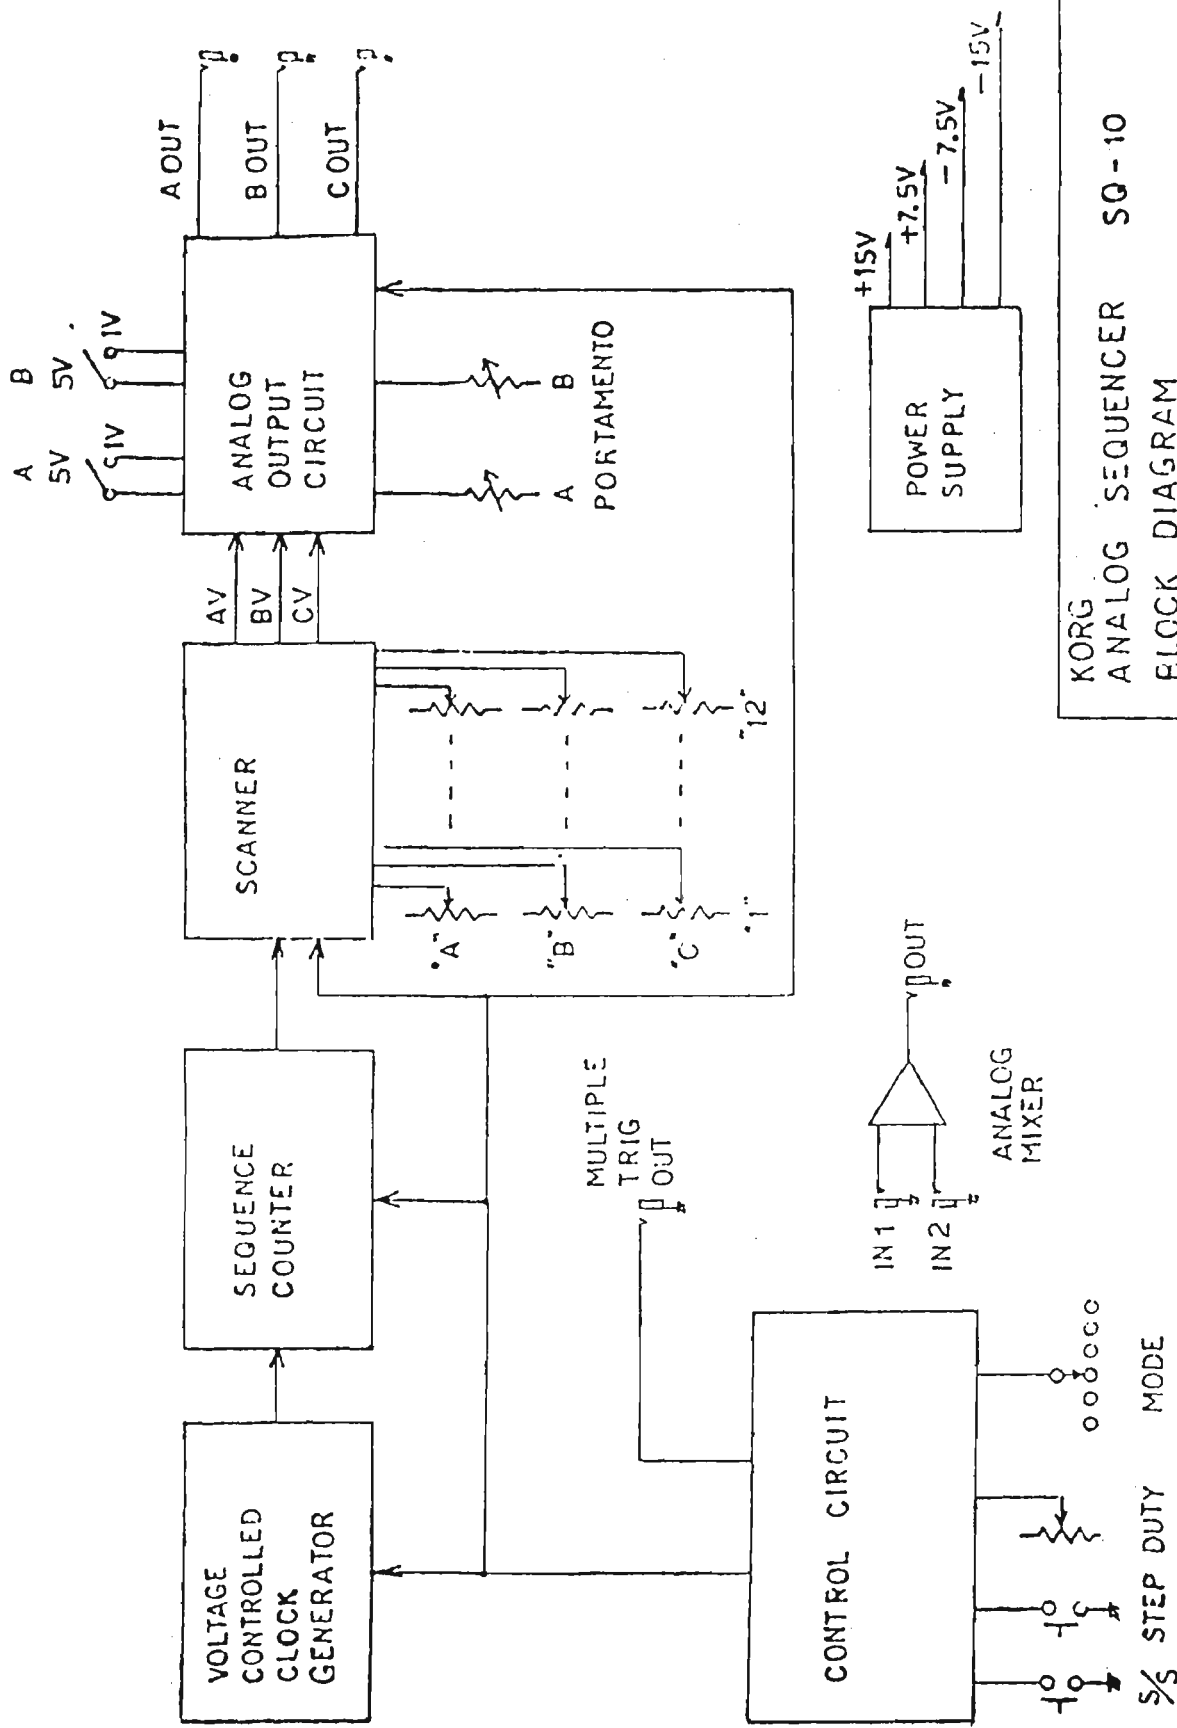 VOLTAGE
CONTROLLED
CLOCK
GENERATOR
SEQUENCE
COUNTER
SCANNER
AV
BV
CV
A
5V
1V
B
5V
1V
ANALOG
OUTPUT
CIRCUIT
A OUT
B OUT
C OUT
"A"
"B"
"C"
"1"
"12"
A
B
PORTAMENTO
CONTROL CIRCUIT
MULTIPLE
TRIG
OUT
S/S
STEP
DUTY
MODE
IN 1
IN 2
OUT
ANALOG
MIXER
POWER
SUPPLY
+15V
+7.5V
-7.5V
-15V
KORG
ANALOG SEQUENCER SQ-10
BLOCK DIAGRAM